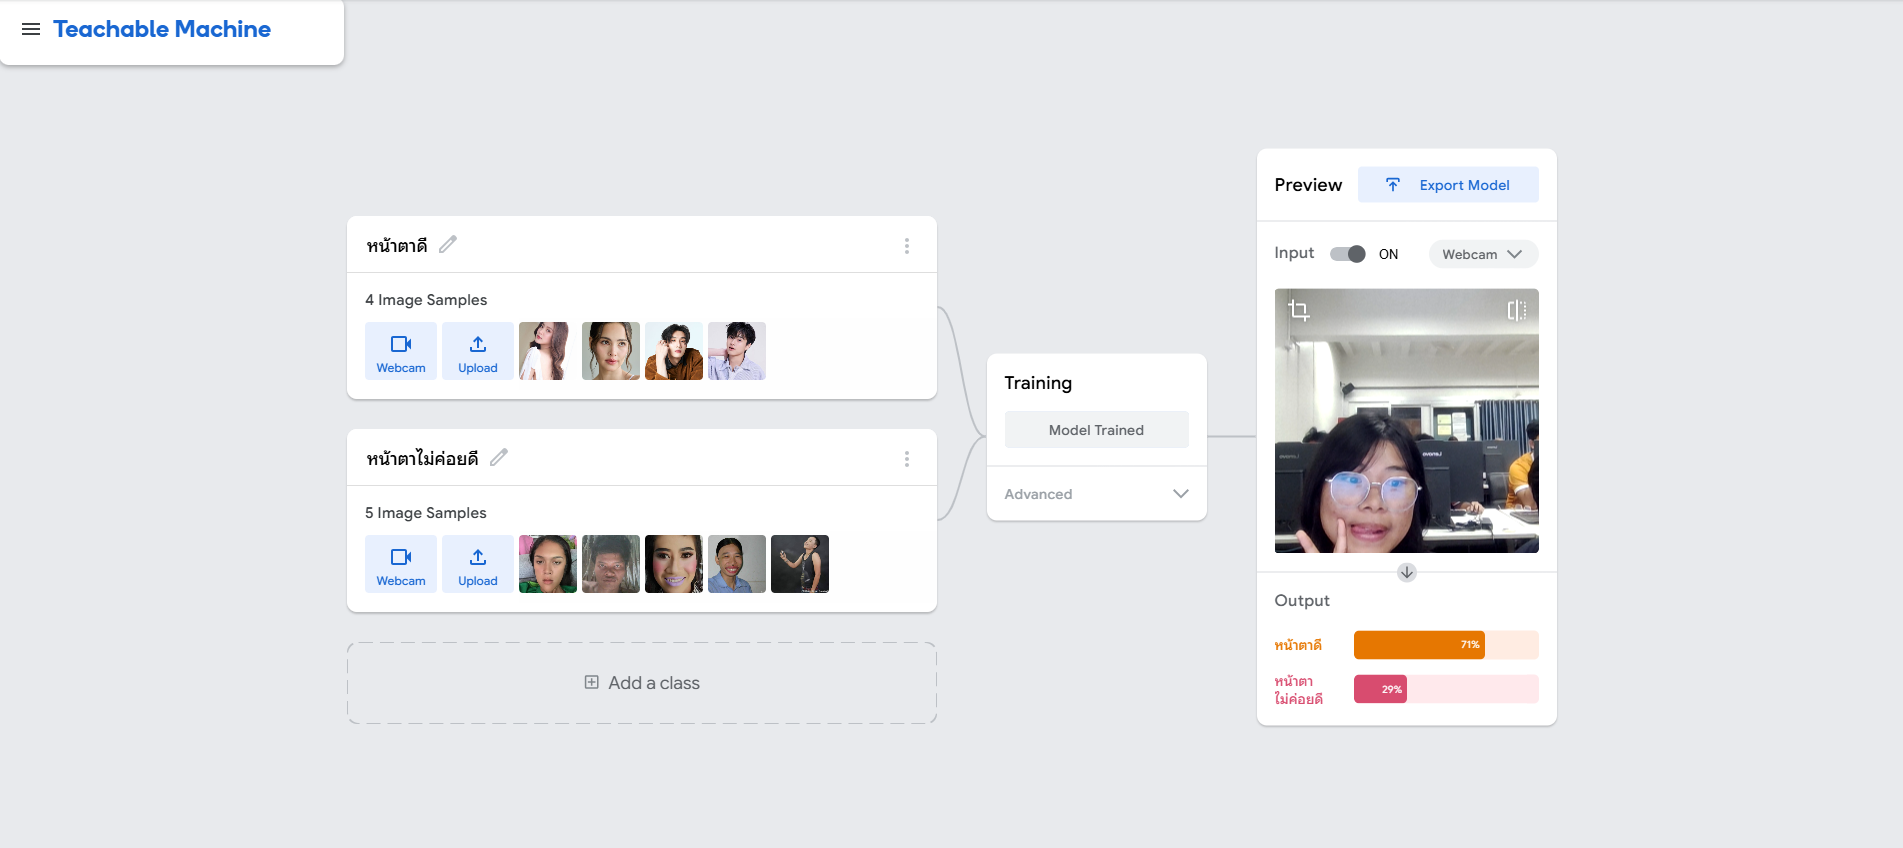 Teachable Machine
หน้าตาดี
4 Image Samples
Webcam
Upload
หน้าตาไม่ค่อยดี
5 Image Samples
Webcam
Upload
Add a class
Training
Model Trained
Advanced
Preview
Export Model
Input
ON
Webcam
Output
หน้าตาดี
71%
หน้าตา
ไม่ค่อยดี
29%